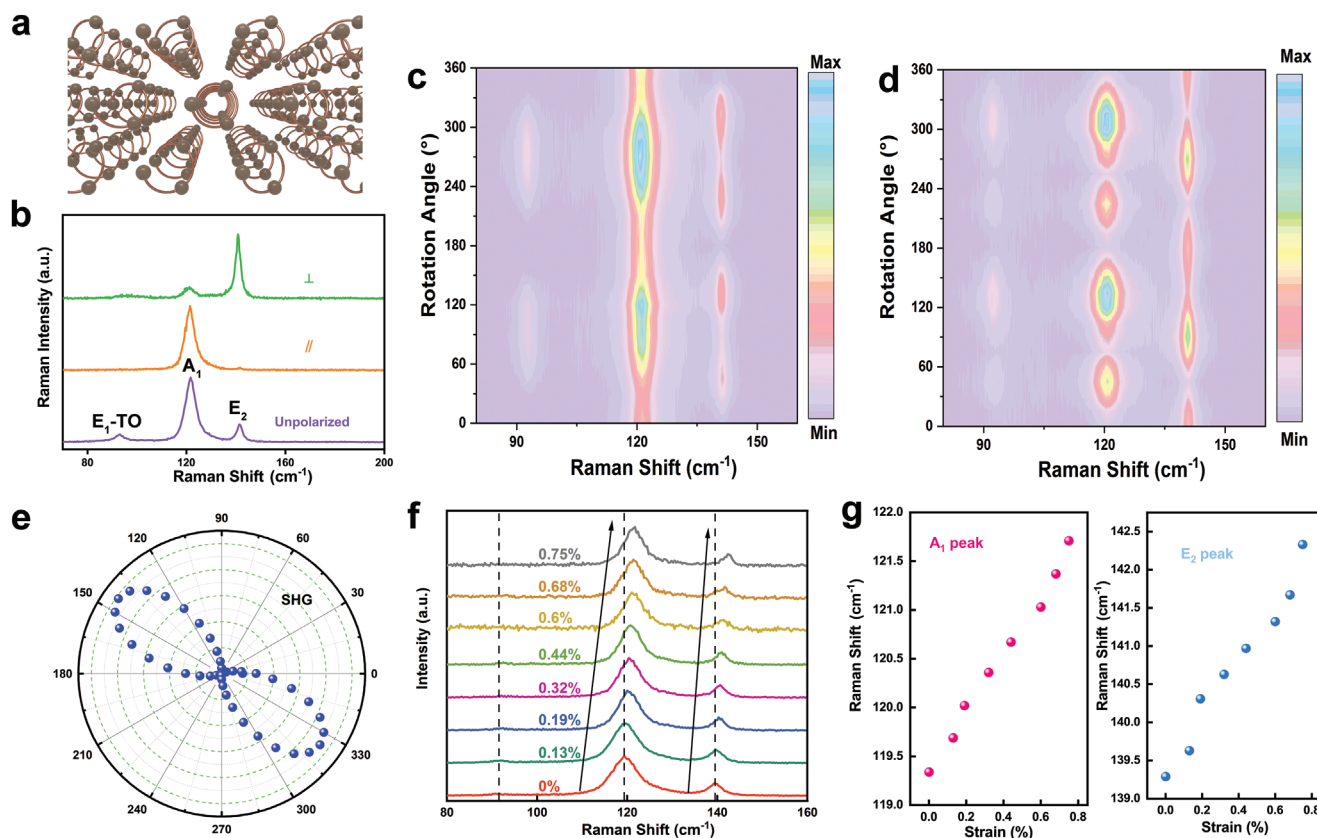 a
b
Raman Intensity (a.u.)
⊥
//
A1
E1-TO
E2
Unpolarized
80 120 160 200
Raman Shift (cm-1)
c
Rotation Angle (°)
360
300
240
180
120
60
0
90 120 150
Raman Shift (cm-1)
Max
Min
d
Rotation Angle (°)
360
300
240
180
120
60
0
90 120 150
Raman Shift (cm-1)
Max
Min
e
90
120 60
150 30
SHG
180 0
210 330
240 300
270
f
Intensity (a.u.)
0.75%
0.68%
0.6%
0.44%
0.32%
0.19%
0.13%
0%
80 100 120 140 160
Raman Shift (cm-1)
g
Raman Shift (cm-1)
122.0
A1 peak
121.5
121.0
120.5
120.0
119.5
119.0
0.0 0.2 0.4 0.6 0.8
Strain (%)
Raman Shift (cm-1)
142.5
E2 peak
142.0
141.5
141.0
140.5
140.0
139.5
139.0
0.0 0.2 0.4 0.6 0.8
Strain (%)